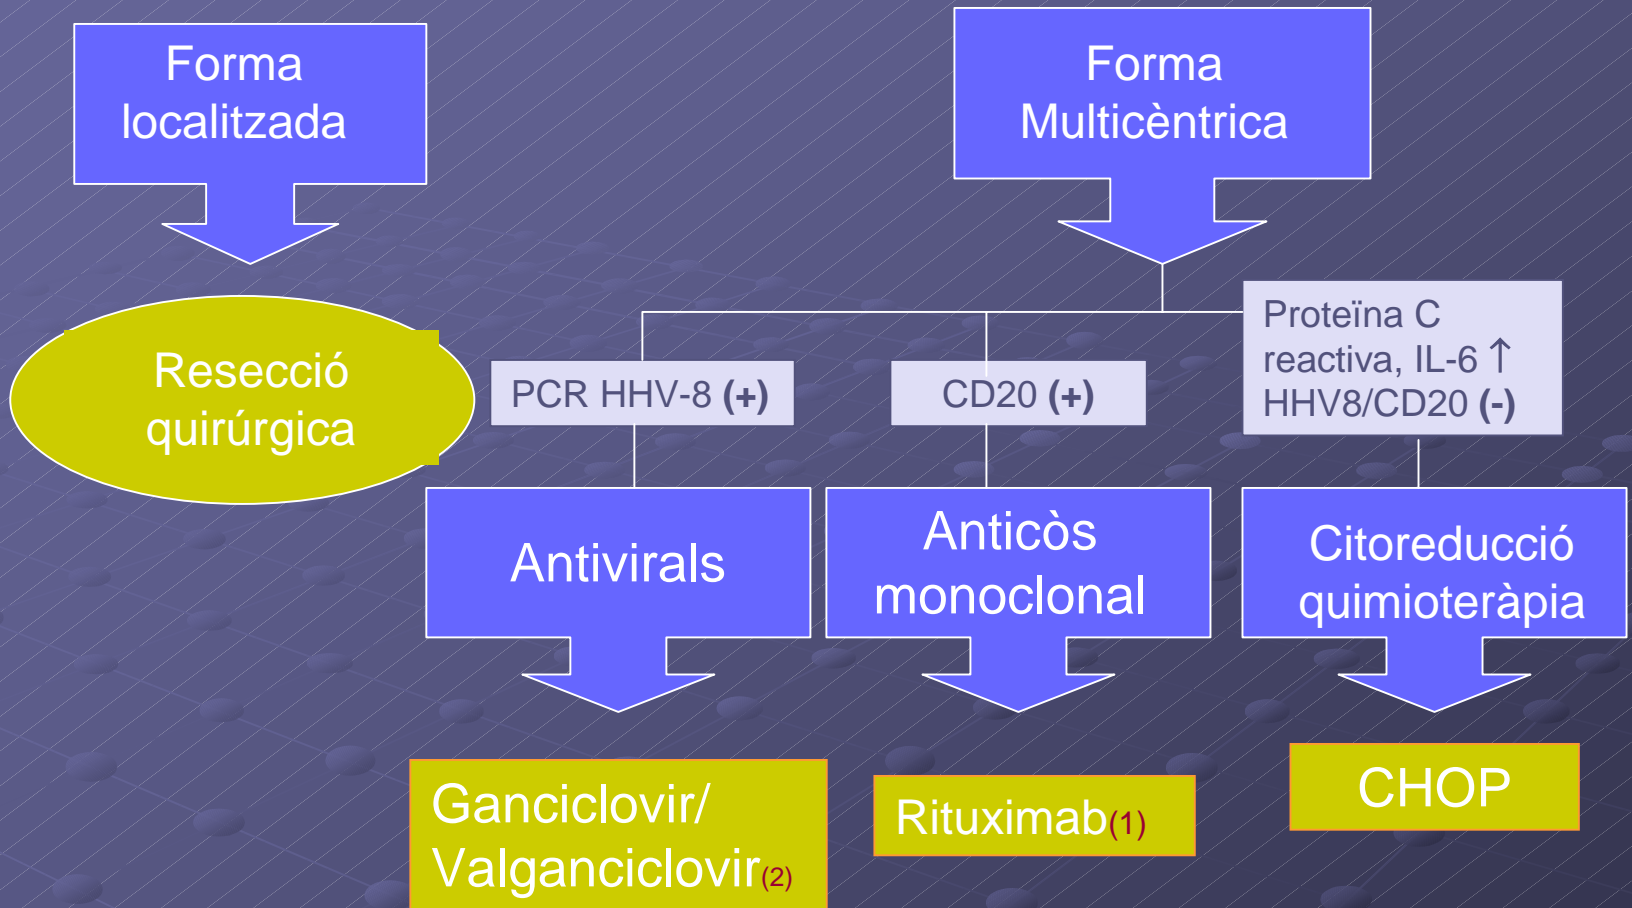 Forma
localitzada
Forma
Multicèntrica
Resecció
quirúrgica
PCR HHV-8 (+)
CD20 (+)
Proteïna C
reactiva, IL-6 ↑
HHV8/CD20 (-)
Antivirals
Anticòs
monoclonal
Citoreducció
quimioteràpia
Ganciclovir/
Valganciclovir(2)
Rituximab(1)
CHOP